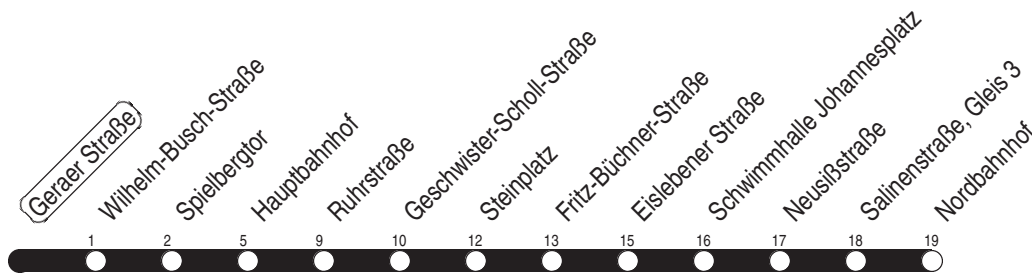 Geraer Straße
Wilhelm-Busch-Straße
Spielbergtor
Hauptbahnhof
Ruhrstraße
Geschwister-Scholl-Straße
Steinplatz
Fritz-Büchner-Straße
Eislebener Straße
Schwimmhalle Johannesplatz
Neusißstraße
Salinenstraße, Gleis 3
Nordbahnhof
1 2 5 9 10 12 13 15 16 17 18 19